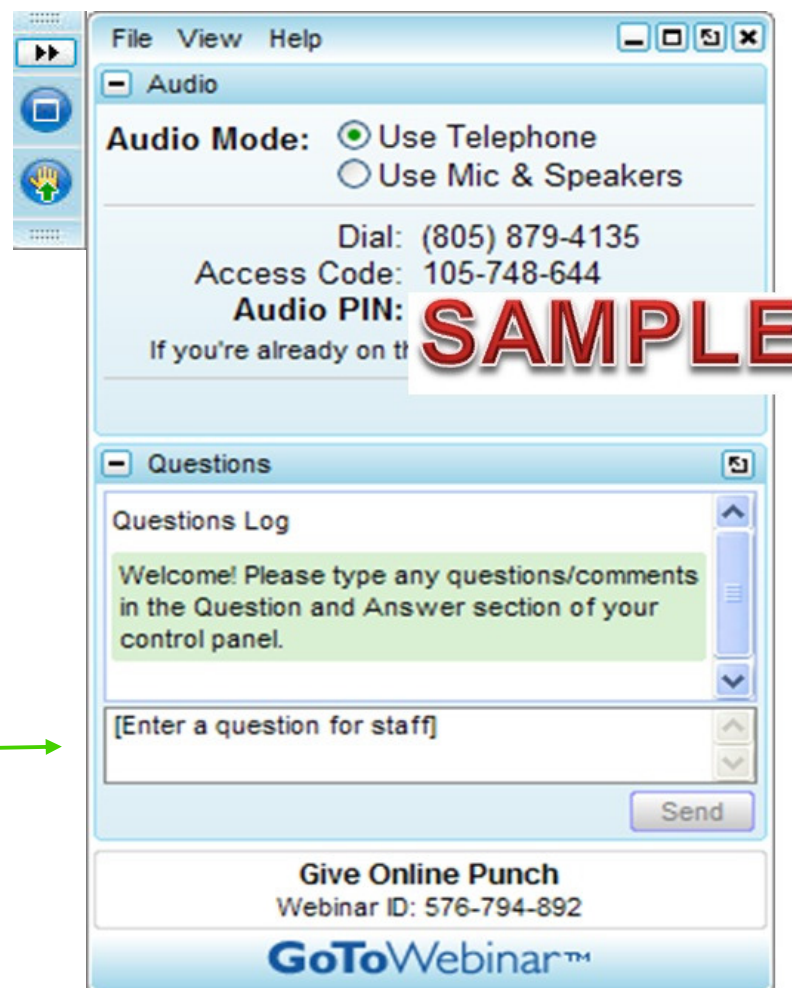 File View Help
Audio
Audio Mode: Use Telephone
Use Mic & Speakers
Dial: (805) 879-4135
Access Code: 105-748-644
Audio PIN:
SAMPLE
If you're already on
Questions
Questions Log
Welcome! Please type any questions/comments
in the Question and Answer section of your
control panel.
[Enter a question for staff]
Send
Give Online Punch
Webinar ID: 576-794-892
GoToWebinar™